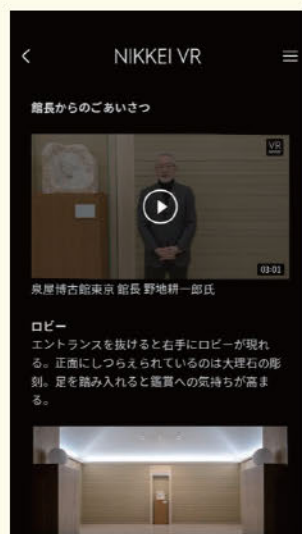 NIKKEI VR
館長からのごあいさつ
VR
03:01
泉屋博古館東京 館長 野地耕一郎氏
ロビー
エントランスを抜けると右手にロビーが現れ
る。正面にしつらえられているのは大理石の彫
刻。足を踏み入れると鑑賞への気持ちが高ま
る。